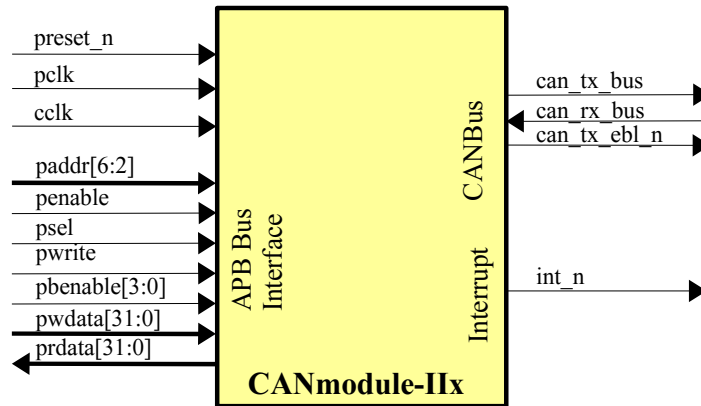 preset_n
pclk
cclk
paddr[6:2]
penable
psel
pwrite
pbenable[3:0]
pwdata[31:0]
prdata[31:0]
APB Bus
Interface
CANBus
Interrupt
can_tx_bus
can_rx_bus
can_tx_ebl_n
int_n
CANmodule-IIx